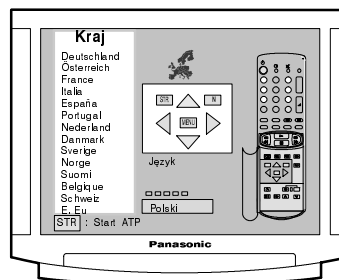 Kraj
Deutschland
Österreich
France
Italia
España
Portugal
Nederland
Danmark
Sverige
Norge
Suomi
Belgique
Schweiz
E. Eu
STR : Start ATP
STR
N
MENU
Język
Polski
Panasonic